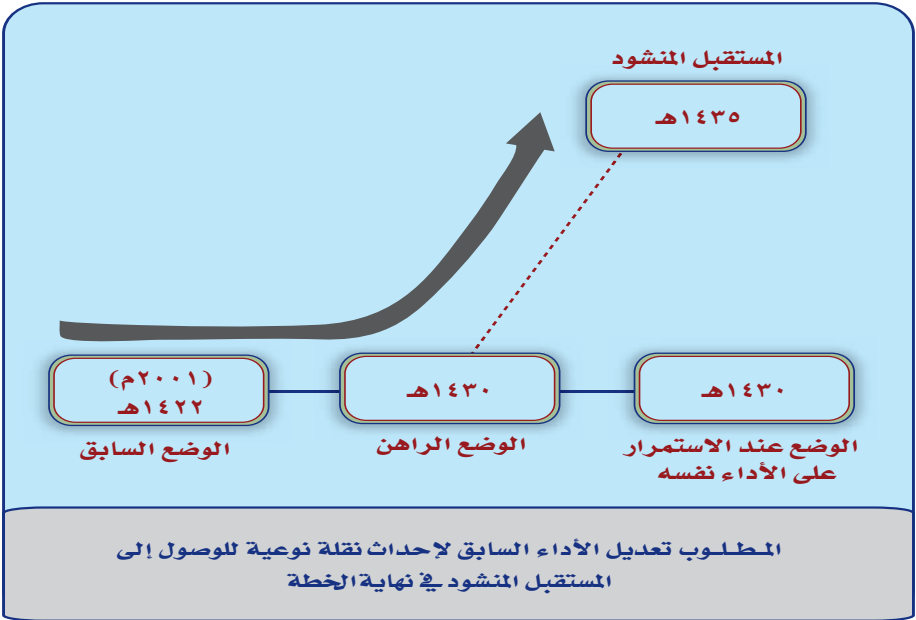 المستقبل المنشود
١٤٣٥هـ
١٤٣٠هـ
١٤٣٠هـ
(٢٠٠١م)
١٤٢٢هـ
الوضع عند الاستمرار
على الأداء نفسه
الوضع الراهن
الوضع السابق
المطلوب تعديل الأداء السابق لإحداث نقلة نوعية للوصول إلى
المستقبل المنشود في نهاية الخطة